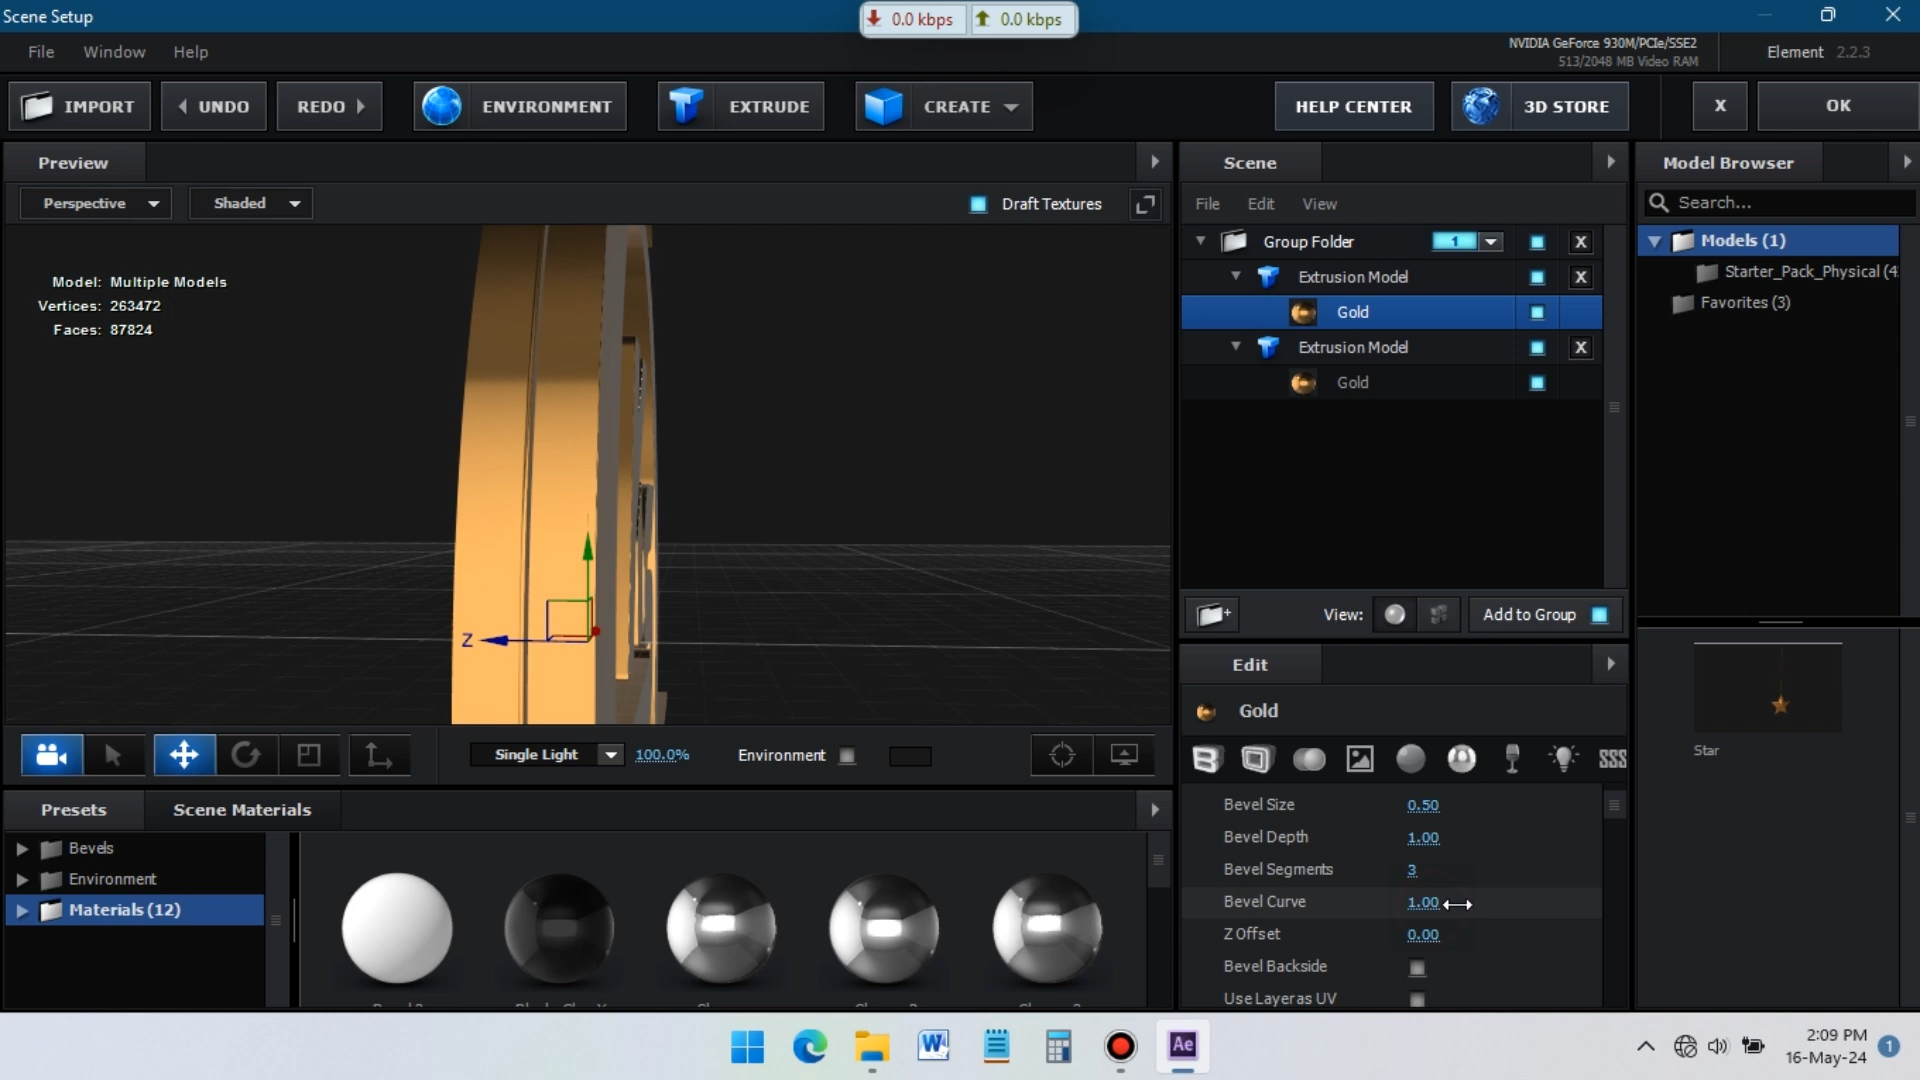 Scene Setup
0.0 kbps
0.0 kbps
File
Window
Help
NVIDIA GeForce 930M/PCIe/SSE2
513/2048 MB Video RAM
Element 2.2.3
IMPORT
UNDO
REDO
ENVIRONMENT
EXTRUDE
CREATE
HELP CENTER
3D STORE
X
OK
Preview
Perspective
Shaded
Draft Textures
Model: Multiple Models
Vertices: 263472
Faces: 87824
Z
Single Light
100.0%
Environment
Presets
Scene Materials
Bevels
Environment
Materials (12)
Scene
File
Edit
View
Group Folder
1
X
Extrusion Model
X
Gold
Extrusion Model
X
Gold
View:
Add to Group
Edit
Gold
Bevel Size 0.50
Bevel Depth 1.00
Bevel Segments 3
Bevel Curve 1.00
Z Offset 0.00
Bevel Backside
Use Layer as UV
Model Browser
Search...
Models (1)
Starter_Pack_Physical (4
Favorites (3)
Star
W
Ae
2:09 PM
16-May-24
1